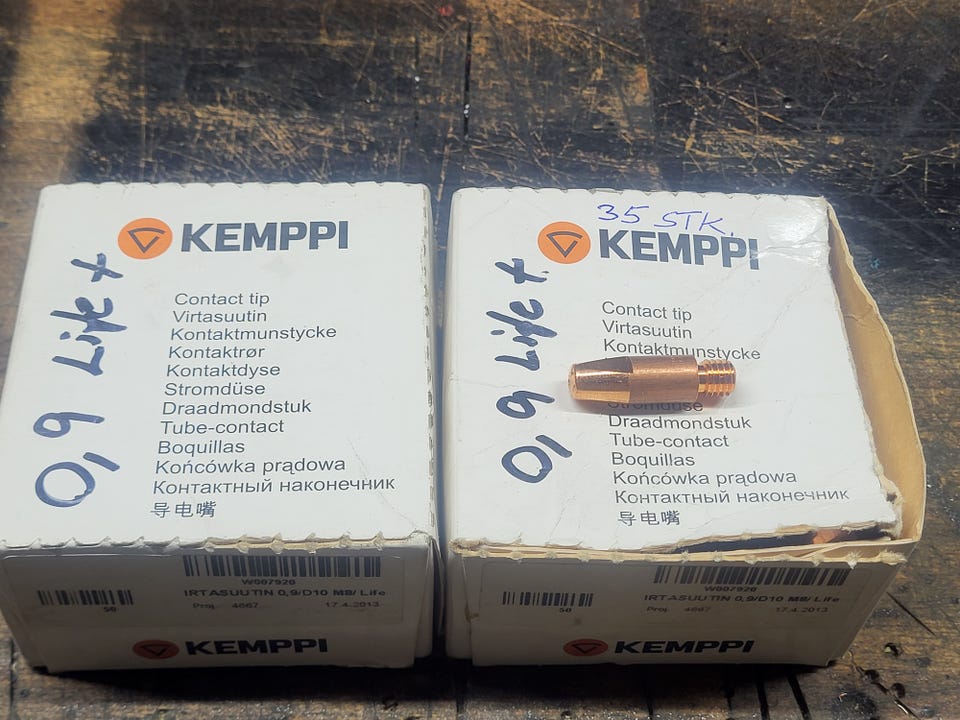 KEMPPI
0,9 Life +
Contact tip
Virtasuutin
Kontaktmunstycke
Kontaktrør
Kontaktdyse
Stromdüse
Draadmondstuk
Tube-contact
Boquillas
Końcówka prądowa
Контактный наконечник
导电嘴
W007920
50
IRTASUUTIN 0,9/D10 M8/ Life
Proj. 4667 17.4.2013
KEMPPI
35 STK.
KEMPPI
0,9 Life +
Contact tip
Virtasuutin
Kontaktmunstycke
Stromdüse
Draadmondstuk
Tube-contact
Boquillas
Końcówka prądowa
Контактный наконечник
导电嘴
W007920
50
IRTASUUTIN 0,9/D10 M8/ Life
Proj. 4667 17.4.2013
KEMPPI